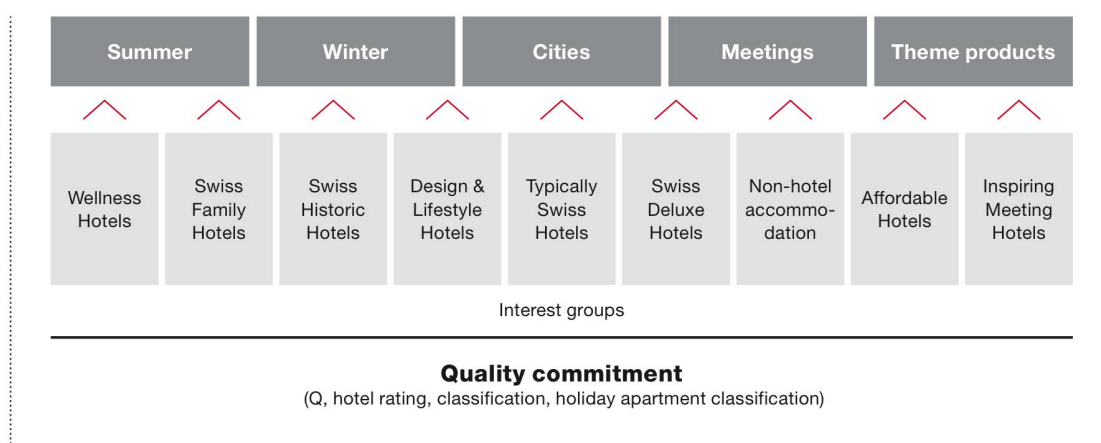 Summer
Winter
Cities
Meetings
Theme products
Wellness
Hotels
Swiss
Family
Hotels
Swiss
Historic
Hotels
Design &
Lifestyle
Hotels
Typically
Swiss
Hotels
Swiss
Deluxe
Hotels
Non-hotel
accommo-
dation
Affordable
Hotels
Inspiring
Meeting
Hotels
Interest groups
Quality commitment
(Q, hotel rating, classification, holiday apartment classification)